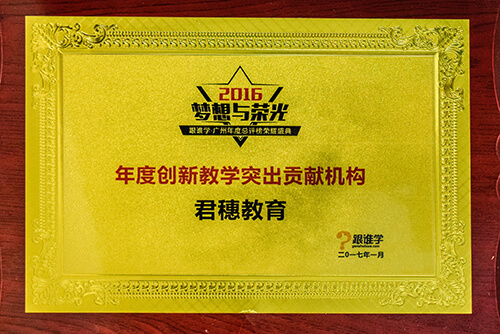 2016
梦想与荣光
跟谁学·广州年度总评榜荣耀盛典
年度创新教学突出贡献机构
君穗教育
跟谁学
genshuixue.com
二〇一七年一月